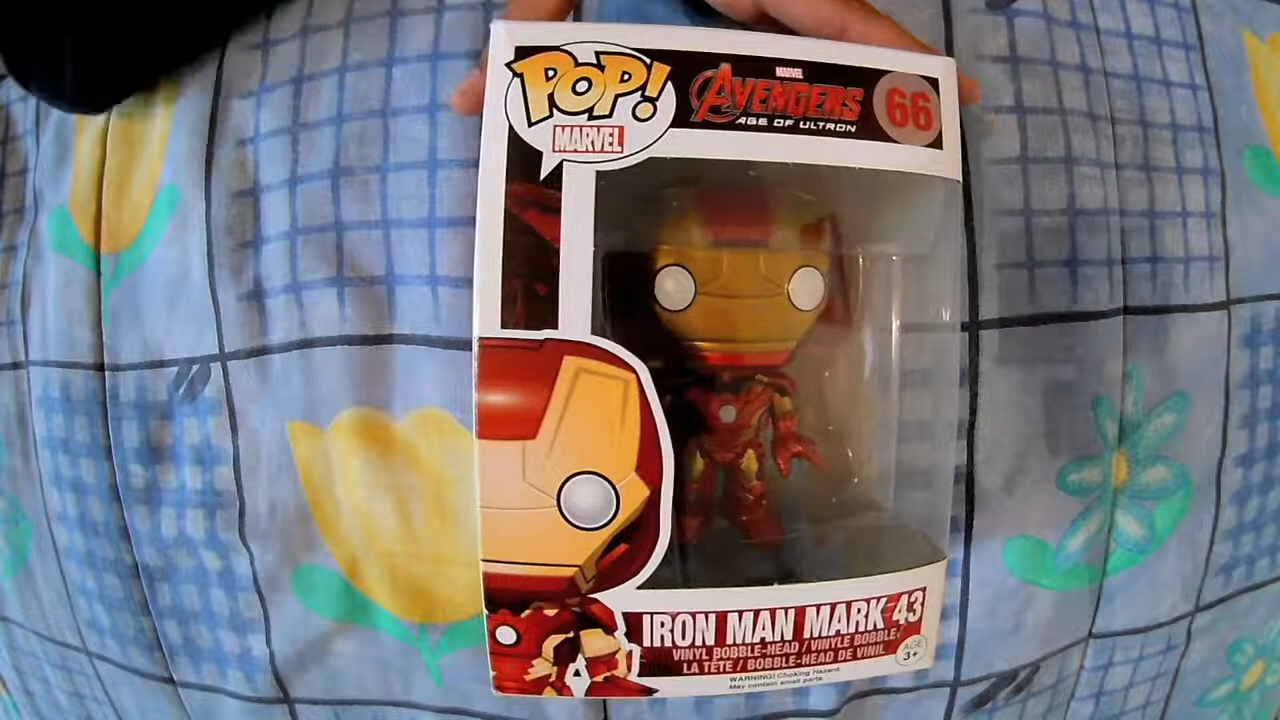 POP!
MARVEL
MARVEL
AVENGERS
AGE OF ULTRON
66
IRON MAN MARK 43
VINYL BOBBLE-HEAD / VINYLE BOBBLE
LA TÊTE / BOBBLE-HEAD DE VINIL
AGE
3+
WARNING! Choking Hazard.
May contain small parts.